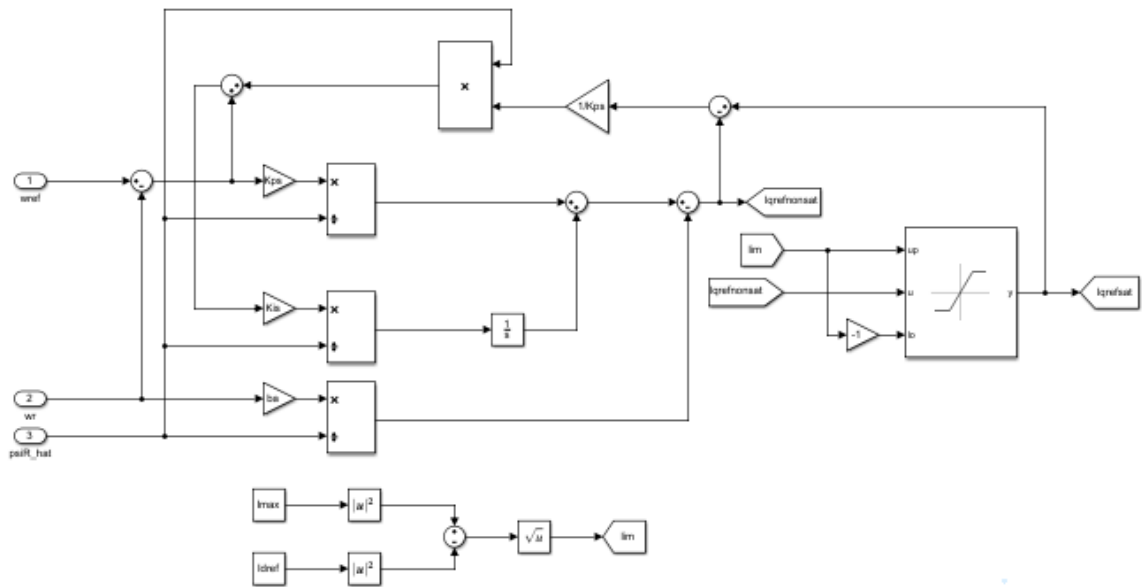 ×
1/Kps
1
wref
Kps
×
÷
Iqrefnonsat
lim
up
Iqrefnonsat
u
y
Iqrefsat
Kis
×
÷
1
s
-1
lo
2
wr
ba
×
÷
3
psiR_hat
Imax
|u|²
√u
lim
Idref
|u|²